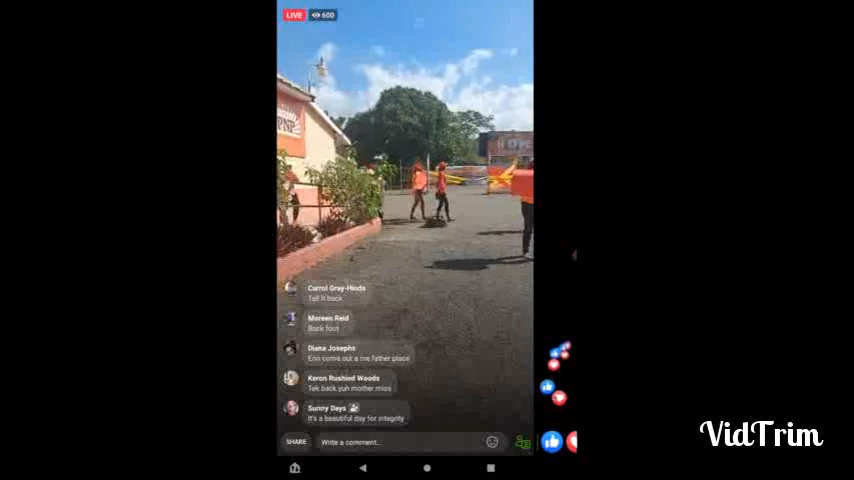 LIVE 600
PNP
HOPE
Carrol Gray-Hinds
Tell it back
Moreen Reid
Back foot
Diana Josephs
Eno come out a me father place
Keron Rushied Woods
Tek back yuh mother miss
Sunny Days
It's a beautiful day for integrity
SHARE Write a comment...
VidTrim